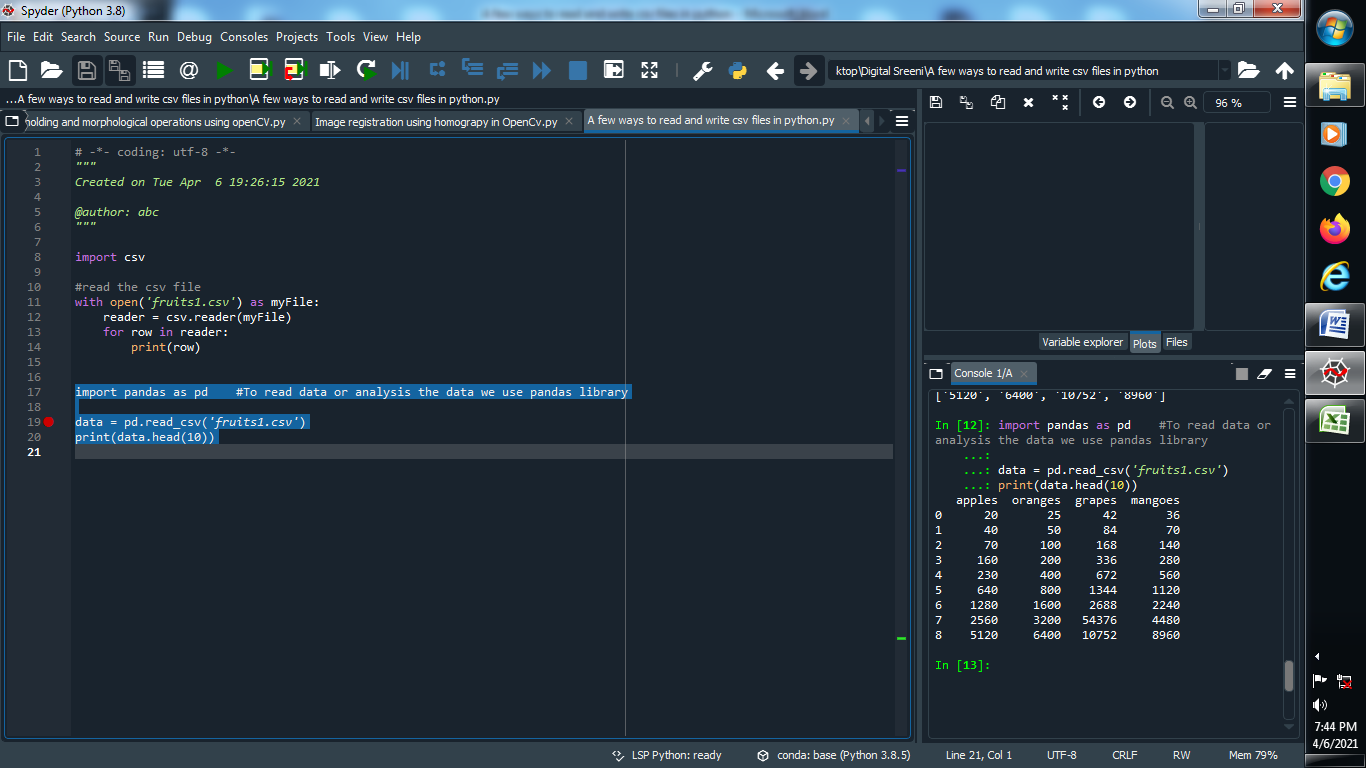 Spyder (Python 3.8)
File Edit Search Source Run Debug Consoles Projects Tools View Help
ktop\Digital Sreeni\A few ways to read and write csv files in python
...A few ways to read and write csv files in python\A few ways to read and write csv files in python.py
olding and morphological operations using openCv.py
Image registration using homograpy in OpenCv.py
A few ways to read and write csv files in python.py
96 %
1 # -*- coding: utf-8 -*-
2 """
3 Created on Tue Apr  6 19:26:15 2021
4
5 @author: abc
6 """
7
8 import csv
9
10 #read the csv file
11 with open('fruits1.csv') as myFile:
12     reader = csv.reader(myFile)
13     for row in reader:
14         print(row)
15
16
17 import pandas as pd    #To read data or analysis the data we use pandas library
18
19 data = pd.read_csv('fruits1.csv')
20 print(data.head(10))
21
Variable explorer Plots Files
Console 1/A
['5120', '6400', '10752', '8960']
In [12]: import pandas as pd    #To read data or
analysis the data we use pandas library
...:
...: data = pd.read_csv('fruits1.csv')
...: print(data.head(10))
apples  oranges  grapes  mangoes
0      20       25      42       36
1      40       50      84       70
2      70      100     168      140
3     160      200     336      280
4     230      400     672      560
5     640      800    1344     1120
6    1280     1600    2688     2240
7    2560     3200   54376     4480
8    5120     6400   10752     8960
In [13]:
LSP Python: ready conda: base (Python 3.8.5) Line 21, Col 1 UTF-8 CRLF RW Mem 79%
7:44 PM
4/6/2021